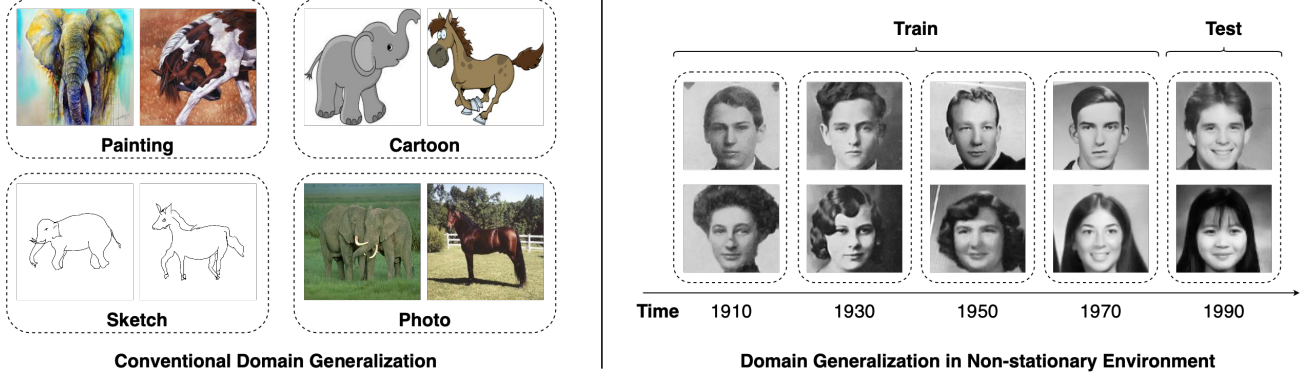 Painting
Cartoon
Sketch
Photo
Conventional Domain Generalization
Train
Test
Time 1910 1930 1950 1970 1990
Domain Generalization in Non-stationary Environment